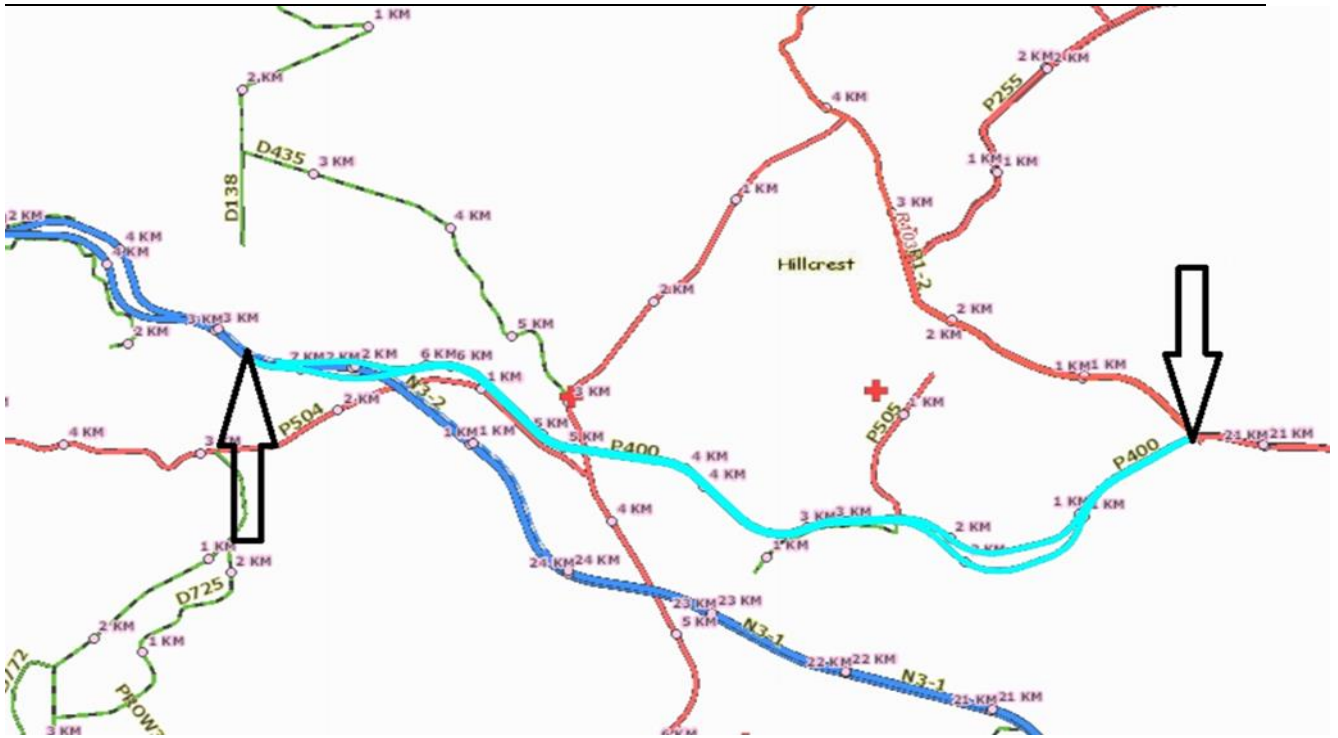 1 KM
2 KM
D435
3 KM
D138
4 KM
5 KM
3 KM
4 KM
5 KM
1 KM
2 KM
4 KM
3 KM
R103
P1-2
2 KM
2 KM
1 KM 1 KM
P255
2 KM 2 KM
1 KM 1 KM
Hillcrest
2 KM
4 KM
4 KM
3 KM 3 KM
2 KM
7 KM 2 KM 2 KM
6 KM 6 KM
1 KM
N3-2
P504
2 KM
3 KM
4 KM
1 KM 1 KM
5 KM
5 KM
P400
4 KM
4 KM
3 KM 3 KM
1 KM
P505
1 KM
2 KM
2 KM
1 KM
1 KM
P400
21 KM 21 KM
24 KM 24 KM
23 KM 23 KM
N3-1
22 KM 22 KM
N3-1
21 KM 21 KM
1 KM
2 KM
D725
2 KM
1 KM
3 KM